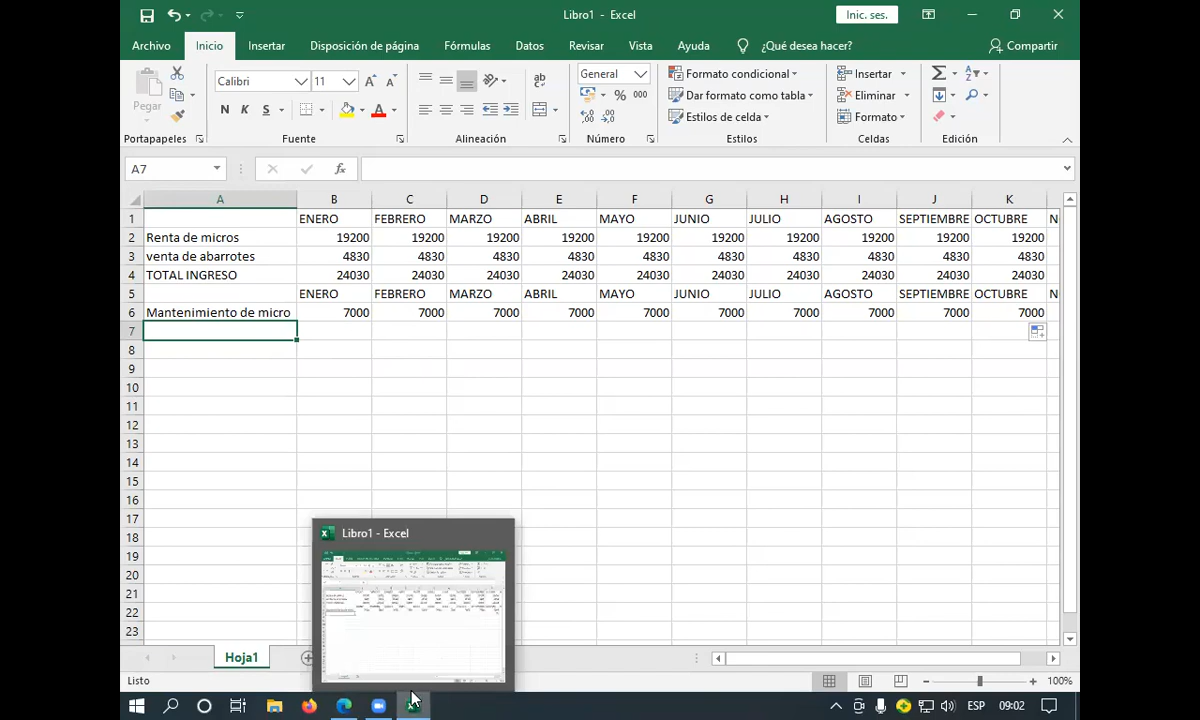 Libro1 - Excel
Inic. ses.
Archivo Inicio Insertar Disposición de página Fórmulas Datos Revisar Vista Ayuda ¿Qué desea hacer? Compartir
Pegar
Calibri 11
N K S
General
% 000
Formato condicional
Dar formato como tabla
Estilos de celda
Insertar
Eliminar
Formato
Portapapeles Fuente Alineación Número Estilos Celdas Edición
A7 fx
A B C D E F G H I J K
1 ENERO FEBRERO MARZO ABRIL MAYO JUNIO JULIO AGOSTO SEPTIEMBRE OCTUBRE N
2 Renta de micros 19200 19200 19200 19200 19200 19200 19200 19200 19200 19200
3 venta de abarrotes 4830 4830 4830 4830 4830 4830 4830 4830 4830 4830
4 TOTAL INGRESO 24030 24030 24030 24030 24030 24030 24030 24030 24030 24030
5 ENERO FEBRERO MARZO ABRIL MAYO JUNIO JULIO AGOSTO SEPTIEMBRE OCTUBRE N
6 Mantenimiento de micro 7000 7000 7000 7000 7000 7000 7000 7000 7000 7000
7
8
9
10
11
12
13
14
15
16
17
18
19
20
21
22
23
Libro1 - Excel
Hoja1
Listo 100%
ESP 09:02